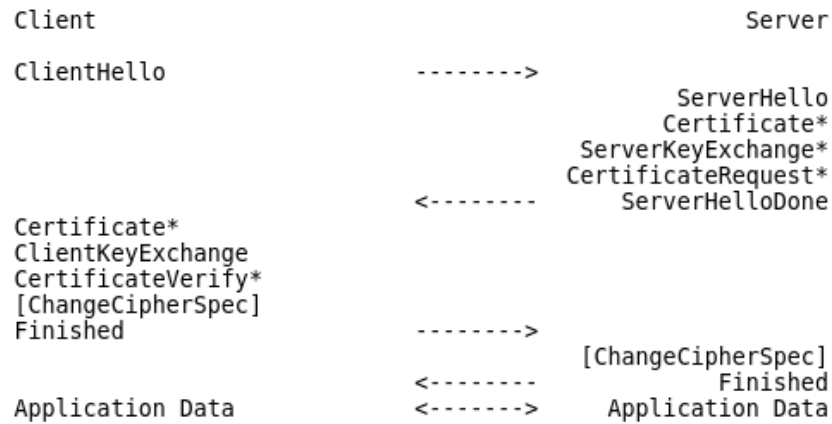 Client Server
ClientHello -------->
ServerHello
Certificate*
ServerKeyExchange*
CertificateRequest*
<-------- ServerHelloDone
Certificate*
ClientKeyExchange
CertificateVerify*
[ChangeCipherSpec]
Finished -------->
[ChangeCipherSpec]
<-------- Finished
Application Data <-------> Application Data